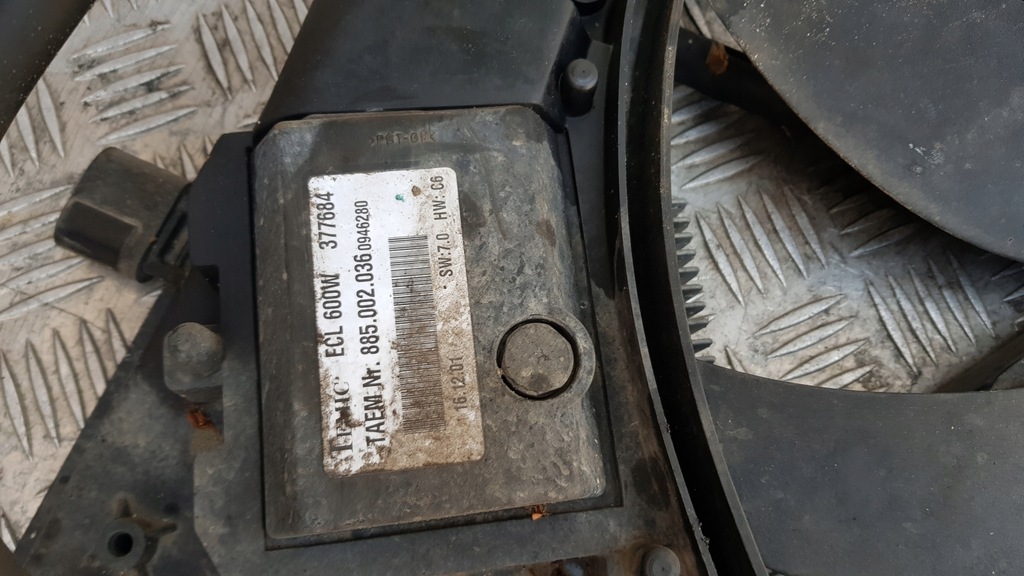 ECL 600W 377684
TAEM-Nr. 885.002.036.0946280
16.12.01 * SW: 7.0 HW: C6